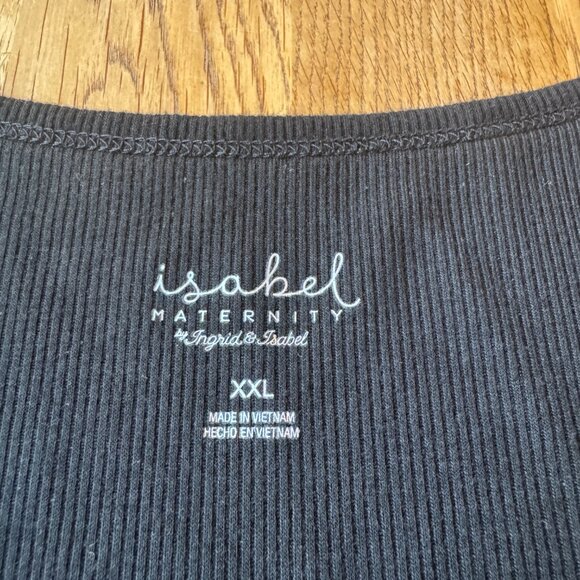 isabel
MATERNITY
by Ingrid & Isabel
XXL
MADE IN VIETNAM
HECHO EN VIETNAM